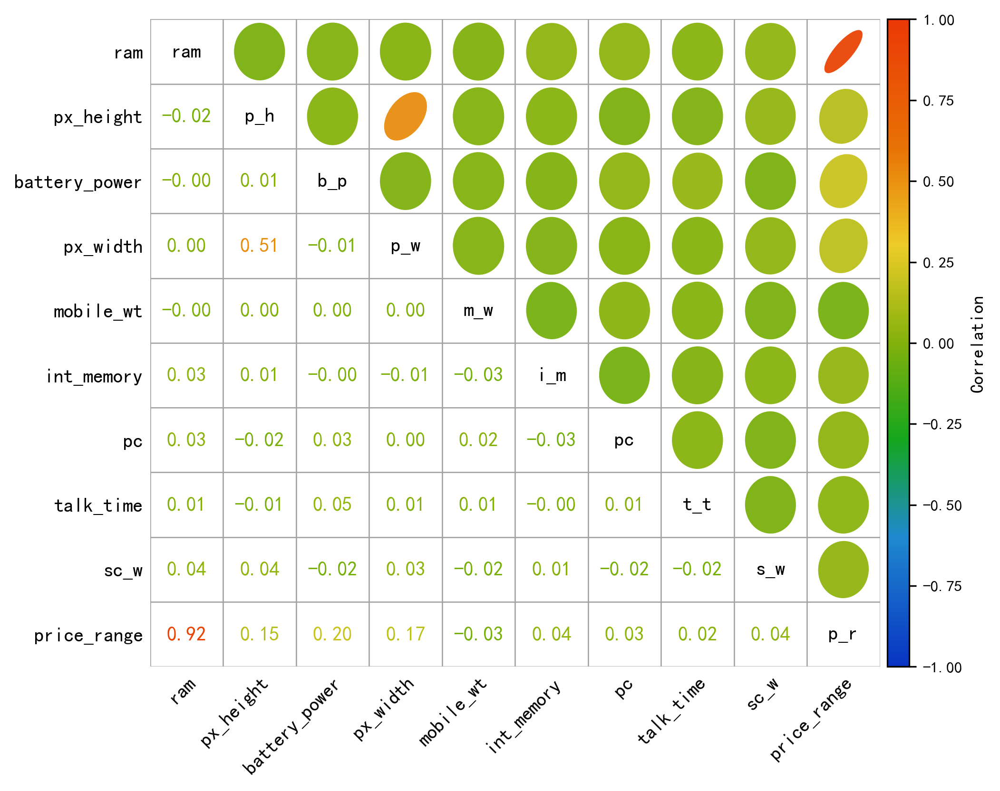 ram ram
px_height -0.02 p_h
battery_power -0.00 0.01 b_p
px_width 0.00 0.51 -0.01 p_w
mobile_wt -0.00 0.00 0.00 0.00 m_w
int_memory 0.03 0.01 -0.00 -0.01 -0.03 i_m
pc 0.03 -0.02 0.03 0.00 0.02 -0.03 pc
talk_time 0.01 -0.01 0.05 0.01 0.01 -0.00 0.01 t_t
sc_w 0.04 0.04 -0.02 0.03 -0.02 0.01 -0.02 -0.02 s_w
price_range 0.92 0.15 0.20 0.17 -0.03 0.04 0.03 0.02 0.04 p_r
ram px_height battery_power px_width mobile_wt int_memory pc talk_time sc_w price_range
1.00
0.75
0.50
0.25
0.00
-0.25
-0.50
-0.75
-1.00
Correlation